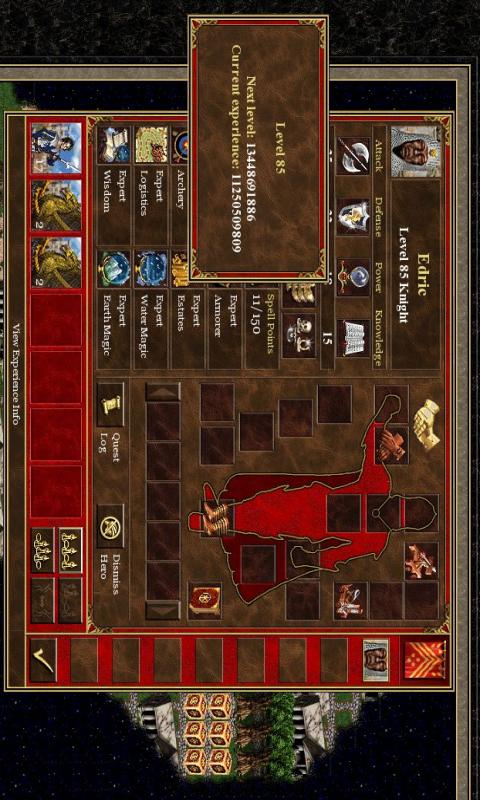 Edric
Level 85 Knight
Attack
Defense
Power
Knowledge
15
Level 85
Next level: 13448691886
Current experience: 11250509809
Spell Points
11/150
Expert
Armorer
Archery
Expert
Estates
Expert
Logistics
Expert
Water Magic
Expert
Wisdom
Expert
Earth Magic
Quest
Log
Dismiss
Hero
2
2
View Experience Info